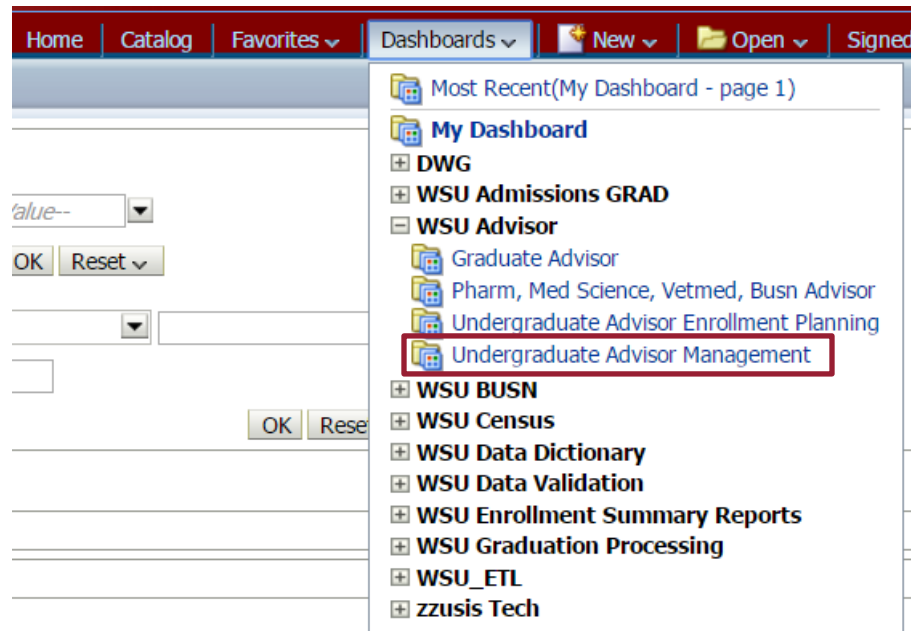 Home Catalog Favorites Dashboards New Open Signed
Most Recent(My Dashboard - page 1)
My Dashboard
DWG
WSU Admissions GRAD
WSU Advisor
Graduate Advisor
Pharm, Med Science, Vetmed, Busn Advisor
Undergraduate Advisor Enrollment Planning
Undergraduate Advisor Management
WSU BUSN
WSU Census
WSU Data Dictionary
WSU Data Validation
WSU Enrollment Summary Reports
WSU Graduation Processing
WSU_ETL
zzusis Tech
alue--
OK Reset
OK Rese